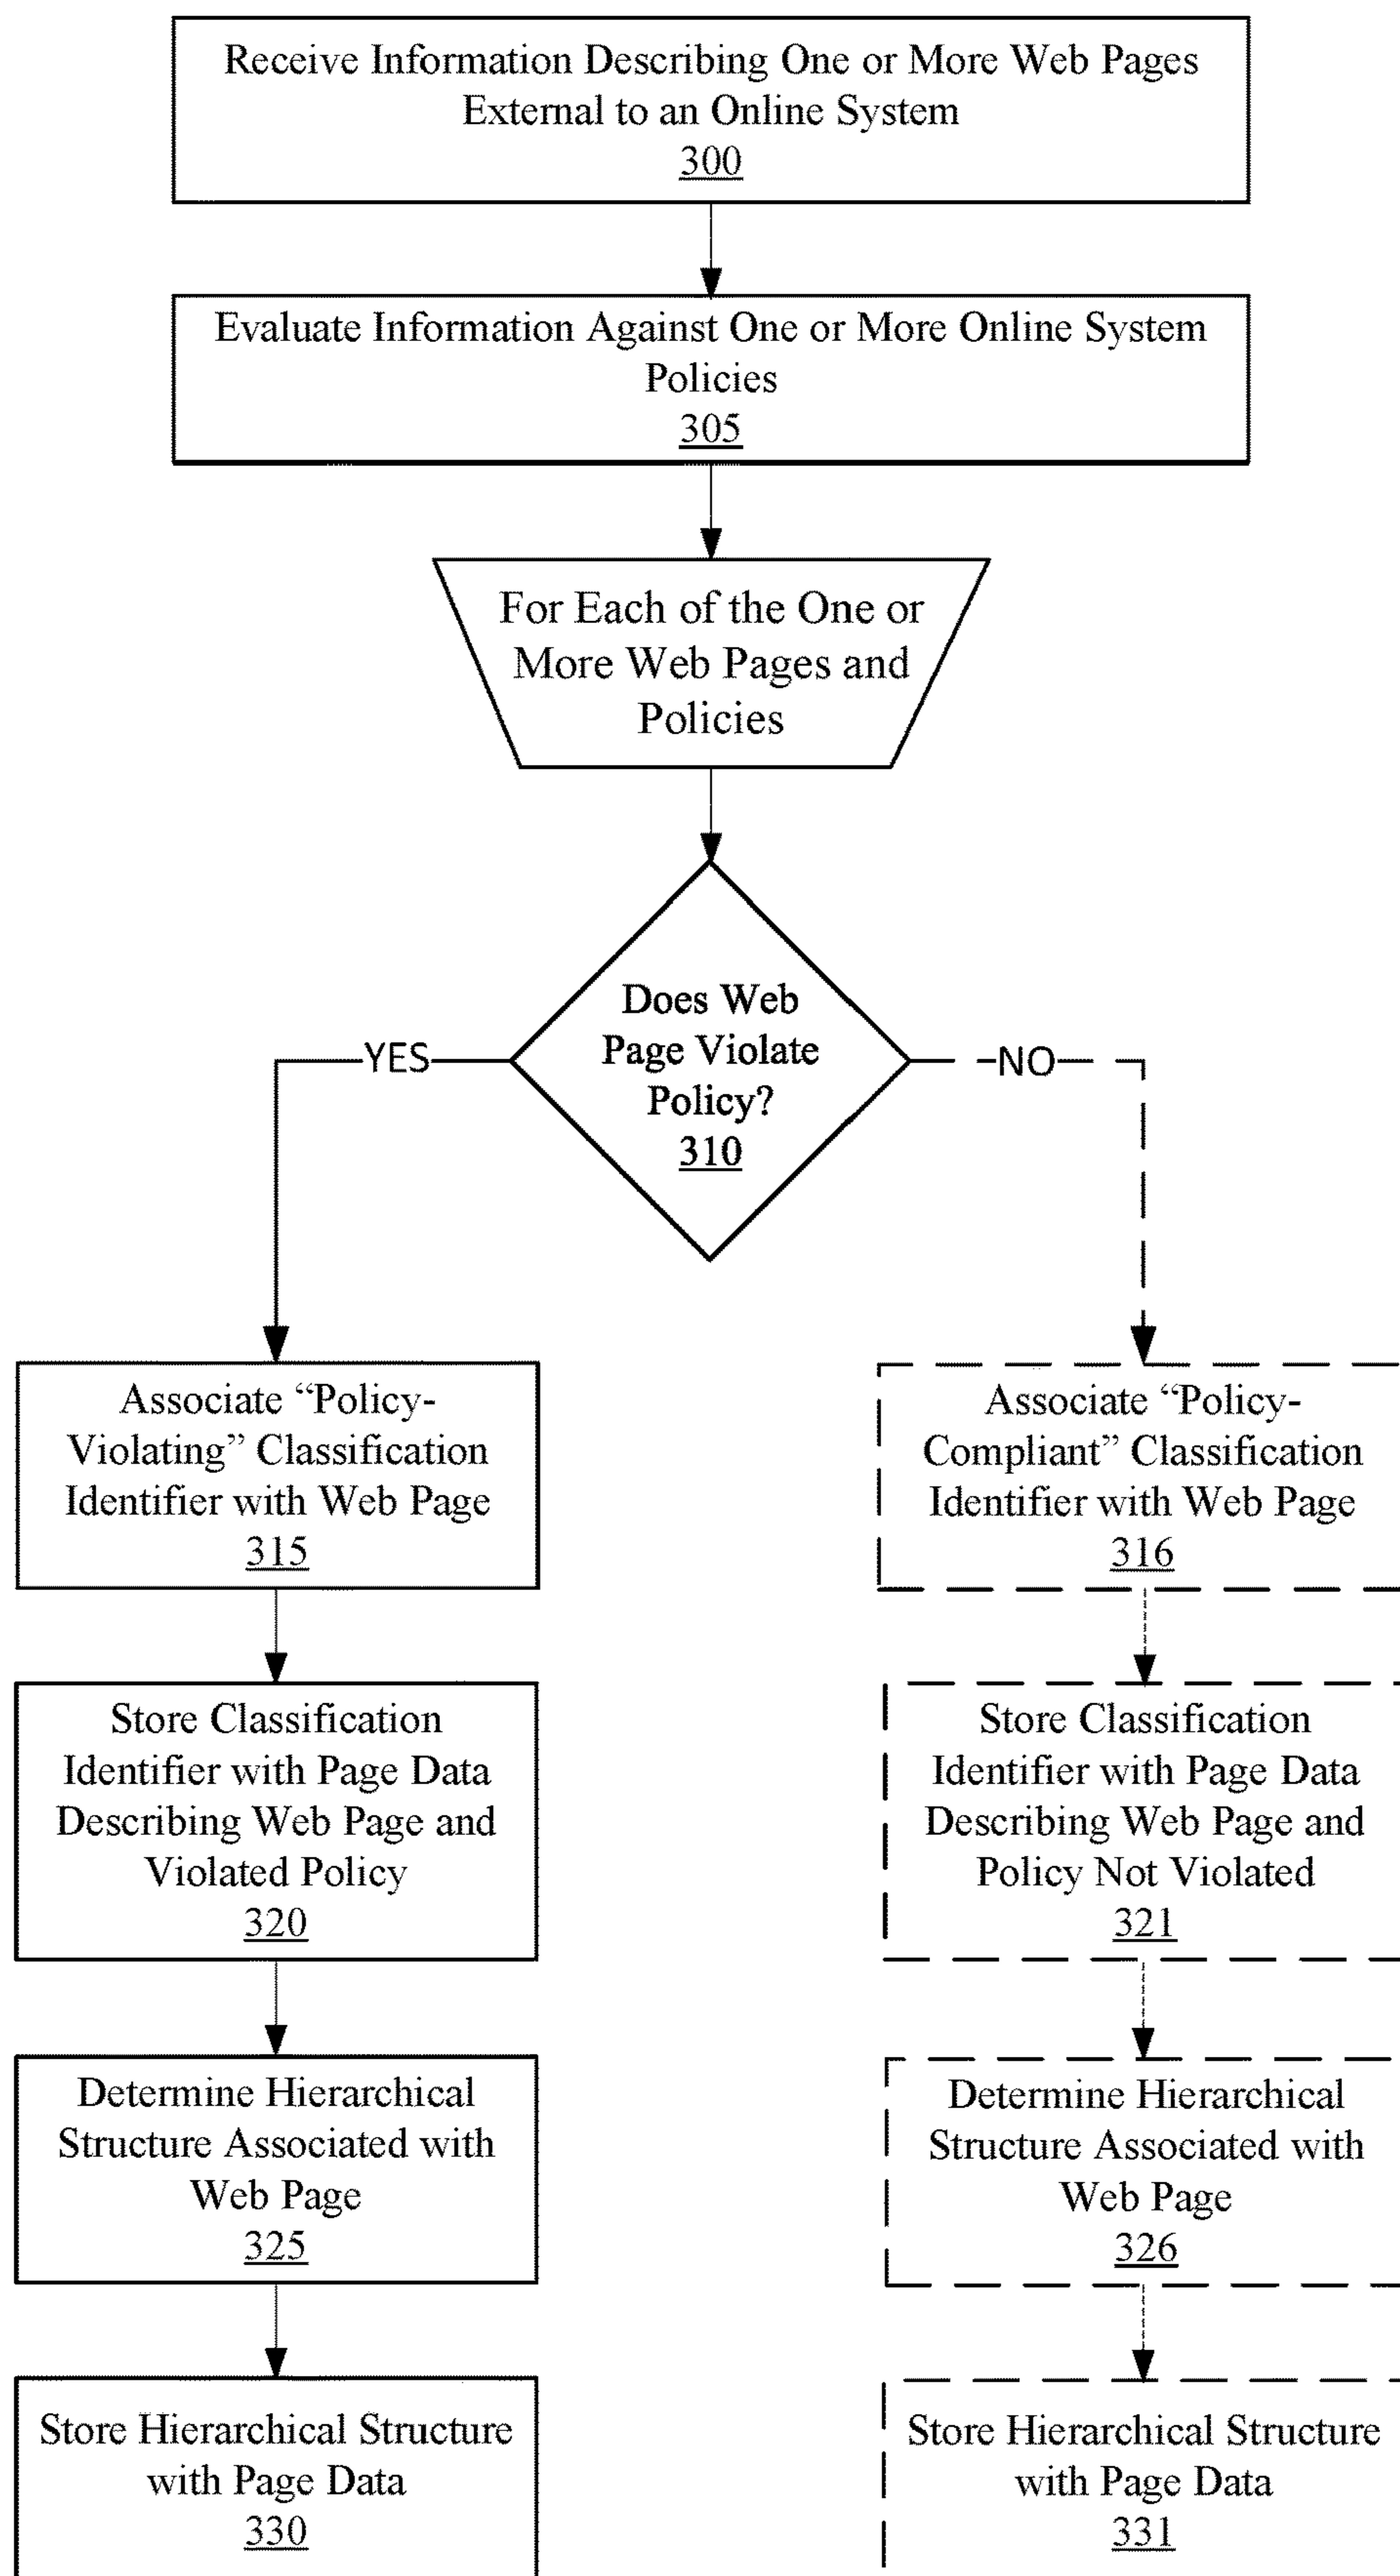 Receive Information Describing One or More Web Pages
External to an Online System
300
Evaluate Information Against One or More Online System
Policies
305
For Each of the One or
More Web Pages and
Policies
Does Web
Page Violate
Policy?
310
YES
NO
Associate “Policy-
Violating” Classification
Identifier with Web Page
315
Store Classification
Identifier with Page Data
Describing Web Page and
Violated Policy
320
Determine Hierarchical
Structure Associated with
Web Page
325
Store Hierarchical Structure
with Page Data
330
Associate “Policy-
Compliant” Classification
Identifier with Web Page
316
Store Classification
Identifier with Page Data
Describing Web Page and
Policy Not Violated
321
Determine Hierarchical
Structure Associated with
Web Page
326
Store Hierarchical Structure
with Page Data
331